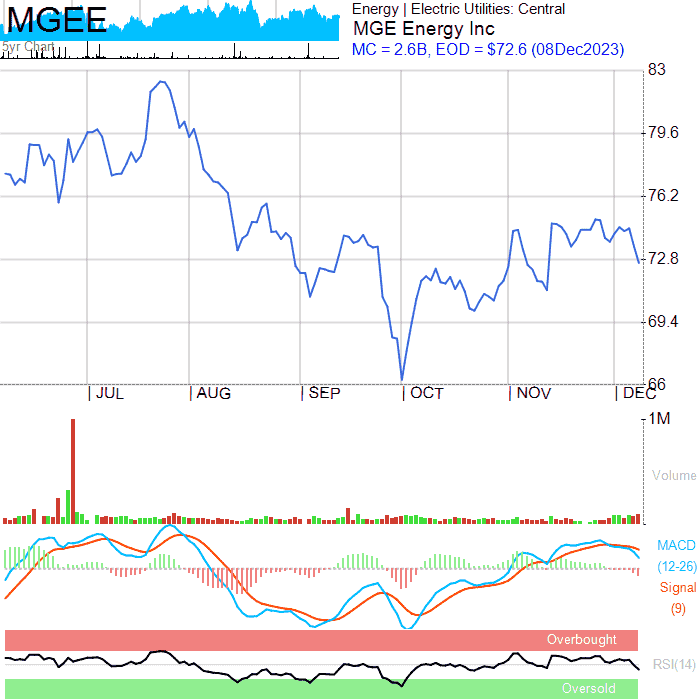 MGEE
5yr Chart
Energy | Electric Utilities: Central
MGE Energy Inc
MC = 2.6B, EOD = $72.6 (08Dec2023)
83
79.6
76.2
72.8
69.4
66
JUL AUG SEP OCT NOV DEC
1M
Volume
MACD
(12-26)
Signal
(9)
Overbought
RSI(14)
Oversold